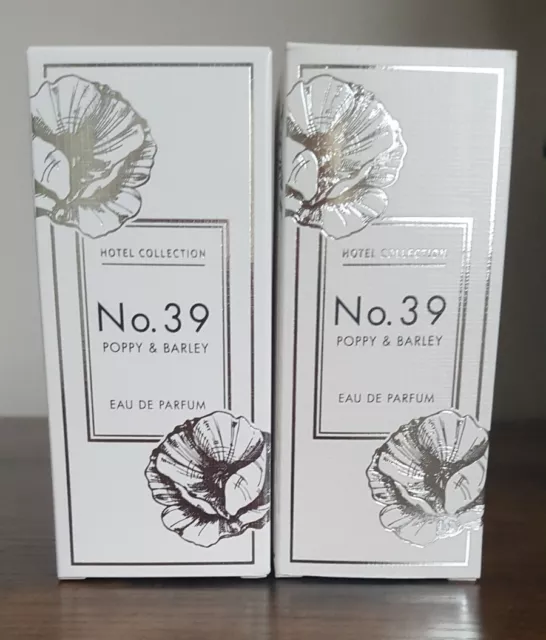 HOTEL COLLECTION
No.39
POPPY & BARLEY
EAU DE PARFUM
HOTEL COLLECTION
No.39
POPPY & BARLEY
EAU DE PARFUM